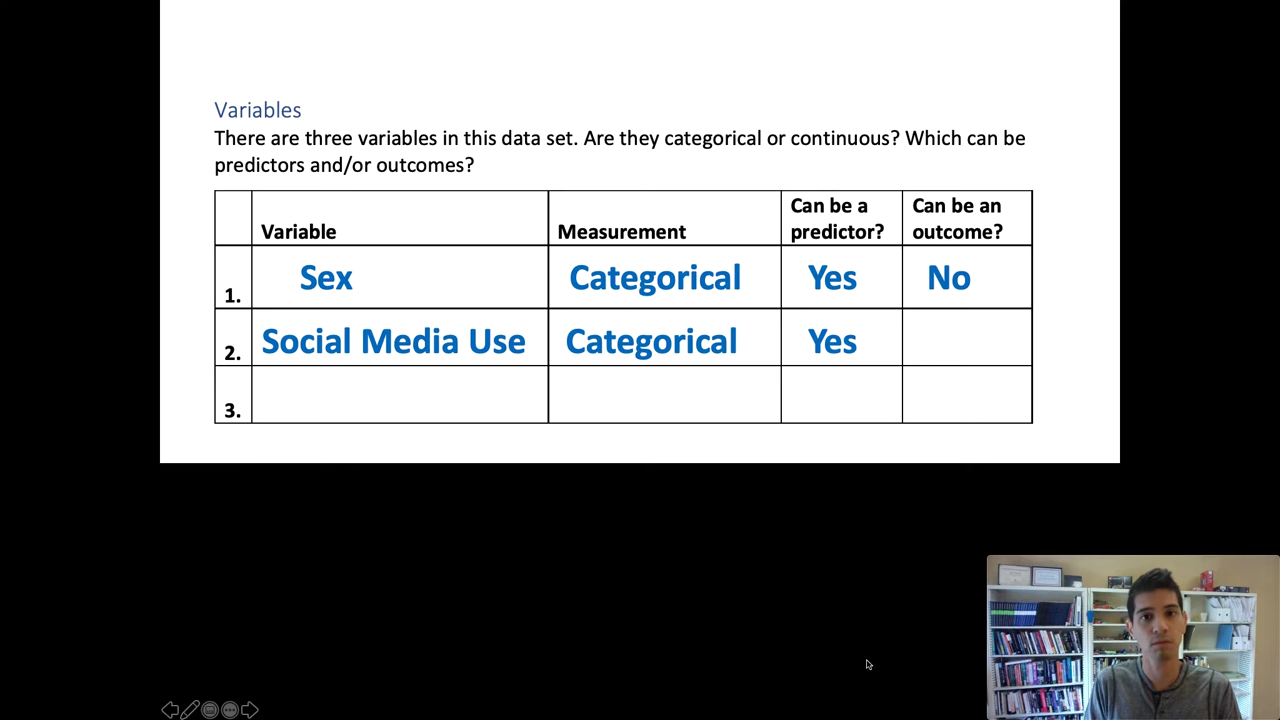 Variables
There are three variables in this data set. Are they categorical or continuous? Which can be
predictors and/or outcomes?
Variable Measurement Can be a predictor? Can be an outcome?
1. Sex Categorical Yes No
2. Social Media Use Categorical Yes
3.